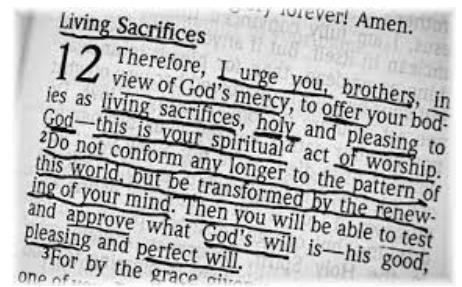 forever! Amen.
Living Sacrifices
12 Therefore, I urge you, brothers, in
view of God's mercy, to offer your bod-
ies as living sacrifices, holy and pleasing to
God—this is your spiritual^a act of worship.
²Do not conform any longer to the pattern of
this world, but be transformed by the renew-
ing of your mind. Then you will be able to test
and approve what God's will is—his good,
pleasing and perfect will.
³For by the grace given
one of